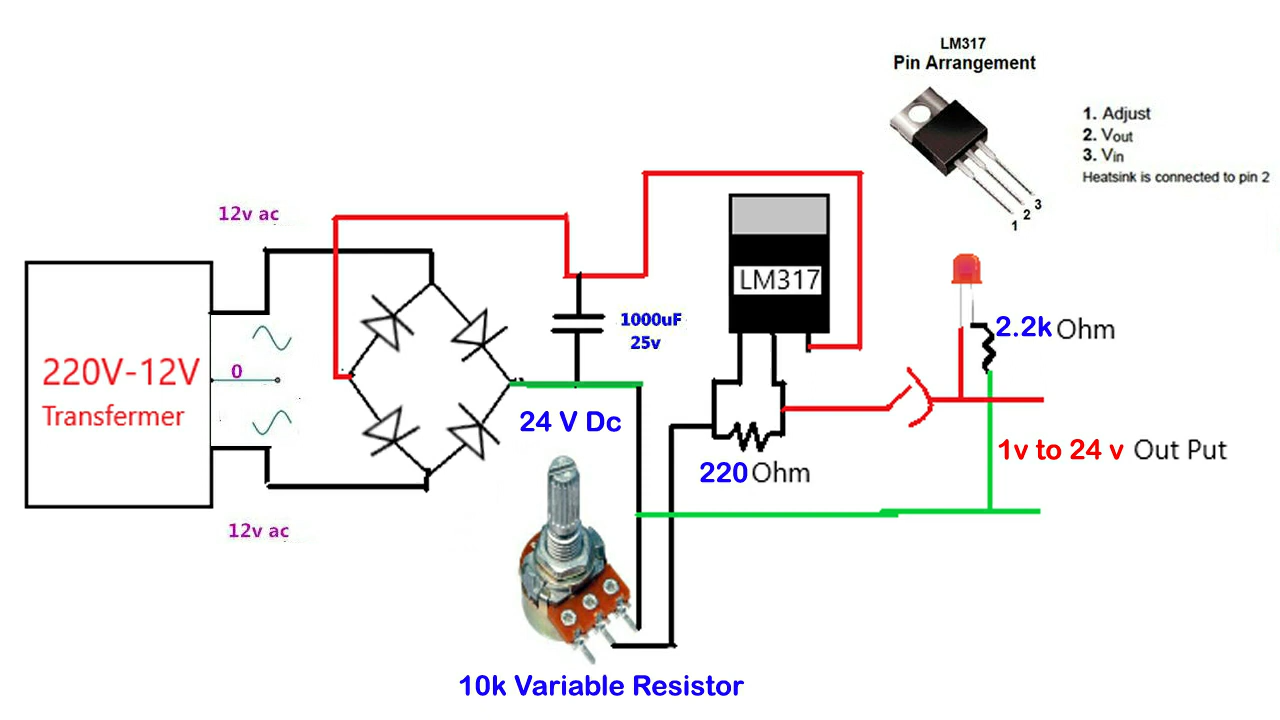 LM317
Pin Arrangement
1. Adjust
2. Vout
3. Vin
Heatsink is connected to pin 2
3
2
1
12v ac
220V-12V
Transfermer
0
12v ac
1000uF
25v
LM317
2.2k Ohm
24 V Dc
220 Ohm
1v to 24 v Out Put
10k Variable Resistor